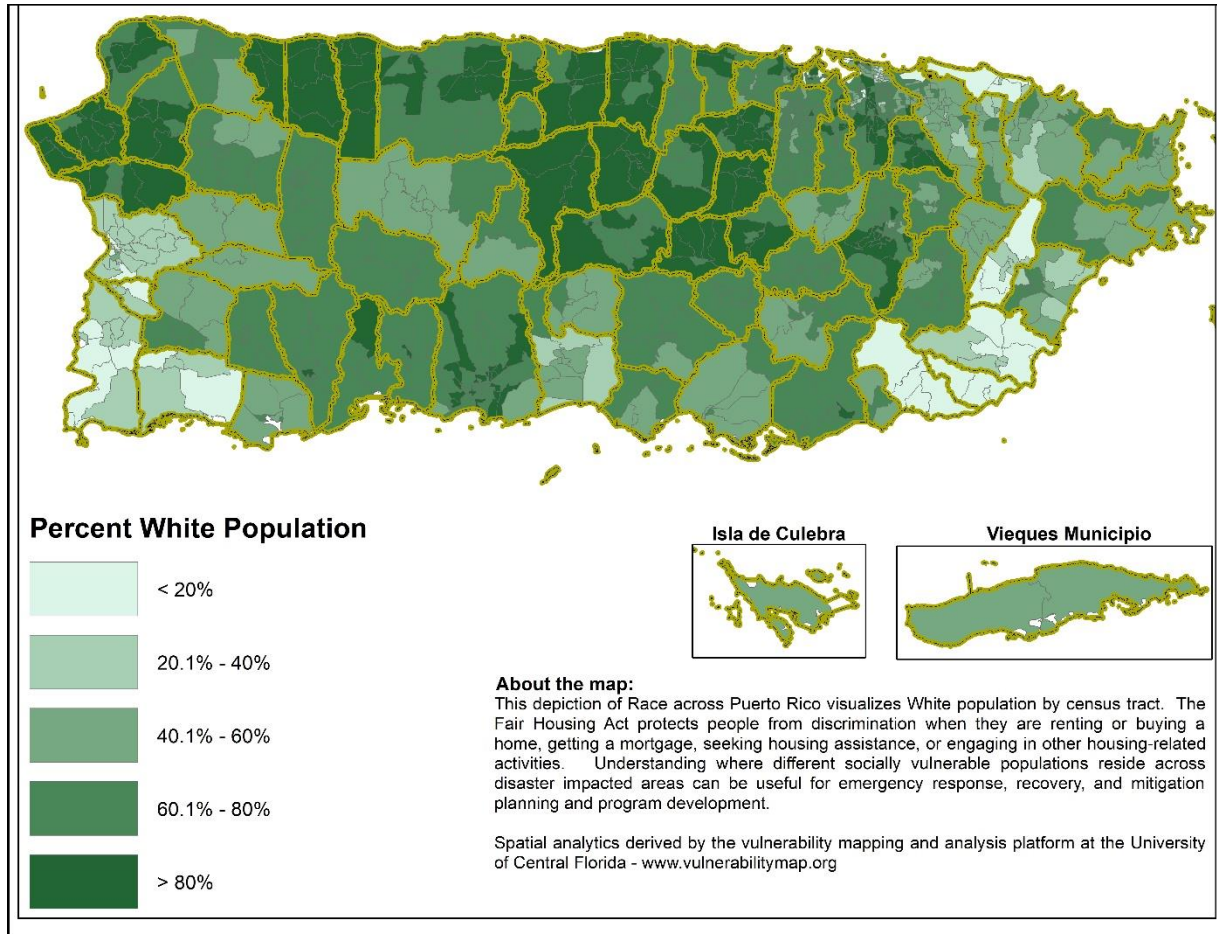 Percent White Population
< 20%
20.1% - 40%
40.1% - 60%
60.1% - 80%
> 80%
Isla de Culebra
Vieques Municipio
About the map:
This depiction of Race across Puerto Rico visualizes White population by census tract. The
Fair Housing Act protects people from discrimination when they are renting or buying a
home, getting a mortgage, seeking housing assistance, or engaging in other housing-related
activities. Understanding where different socially vulnerable populations reside across
disaster impacted areas can be useful for emergency response, recovery, and mitigation
planning and program development.
Spatial analytics derived by the vulnerability mapping and analysis platform at the University
of Central Florida - www.vulnerabilitymap.org